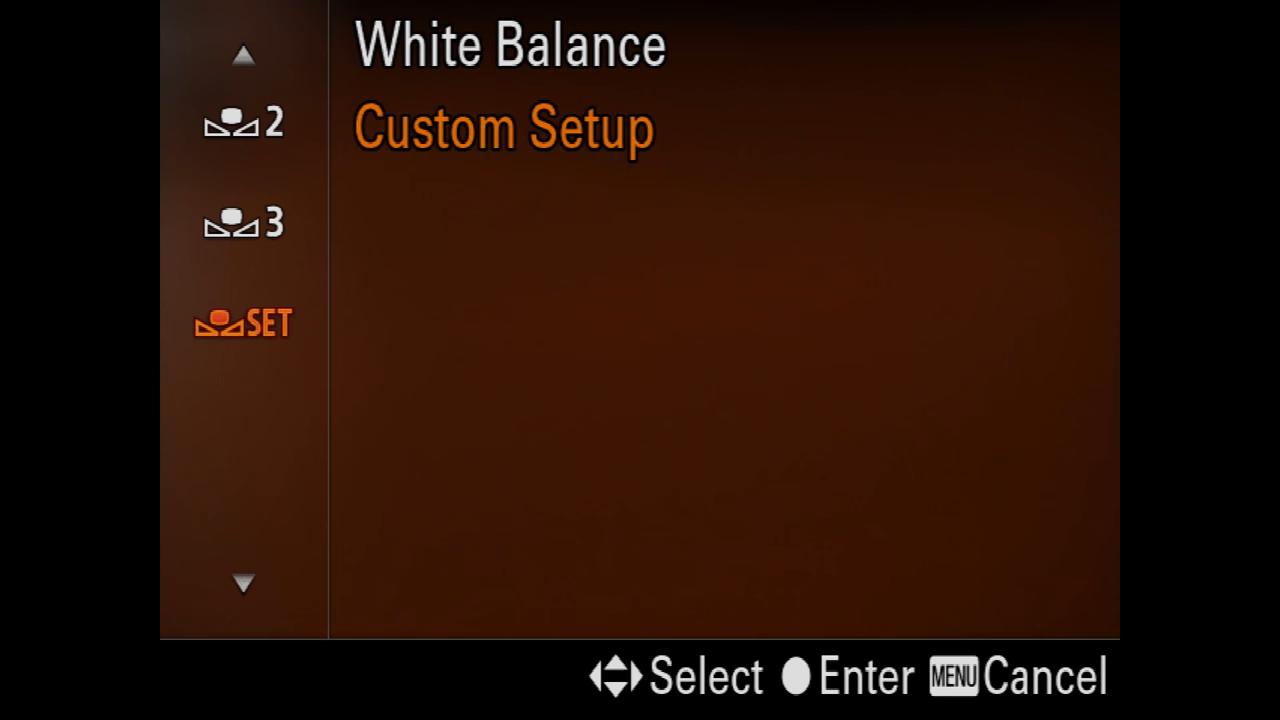 White Balance
Custom Setup
2
3
SET
Select Enter MENU Cancel